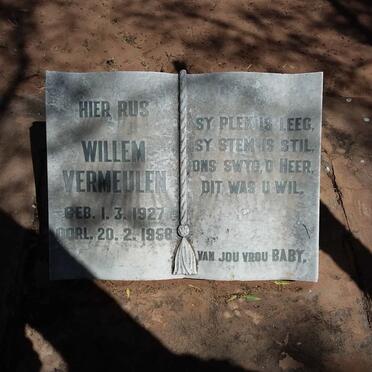 HIER RUS
WILLEM
VERMEULEN
GEB. 1. 3. 1927
OORL. 20. 2. 1958
SY PLEK IS LEEG,
SY STEM IS STIL,
ONS SWYG, O HEER,
DIT WAS U WIL.
VAN JOU VROU BABY.